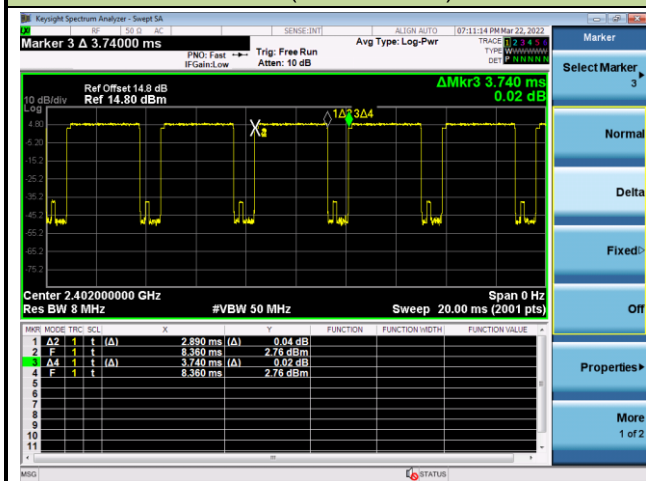 Keysight Spectrum Analyzer - Swept SA
RF 50 Ω AC SENSE:INT ALIGN AUTO 07:11:14 PM Mar 22, 2022
Marker 3 Δ 3.74000 ms
PNO: Fast
IFGain:Low
Trig: Free Run
Atten: 10 dB
Avg Type: Log-Pwr
TRACE 1 2 3 4 5 6
TYPE WWWWWW
DET P NNNNN
Ref Offset 14.8 dB
10 dB/div Ref 14.80 dBm
Log
ΔMkr3 3.740 ms
0.02 dB
1Δ2 3Δ4
4.80
-5.20
-15.2
-25.2
-35.2
-45.2
-55.2
-65.2
-75.2
Center 2.402000000 GHz Span 0 Hz
Res BW 8 MHz #VBW 50 MHz Sweep 20.00 ms (2001 pts)
MKR MODE TRC SCL X Y FUNCTION FUNCTION WIDTH FUNCTION VALUE
1 Δ2 1 t (Δ) 2.890 ms (Δ) 0.04 dB
2 F 1 t 8.360 ms 2.76 dBm
3 Δ4 1 t (Δ) 3.740 ms (Δ) 0.02 dB
4 F 1 t 8.360 ms 2.76 dBm
5
6
7
8
9
10
11
MSG STATUS
Marker
Select Marker
3
Normal
Delta
Fixed
Off
Properties
More
1 of 2